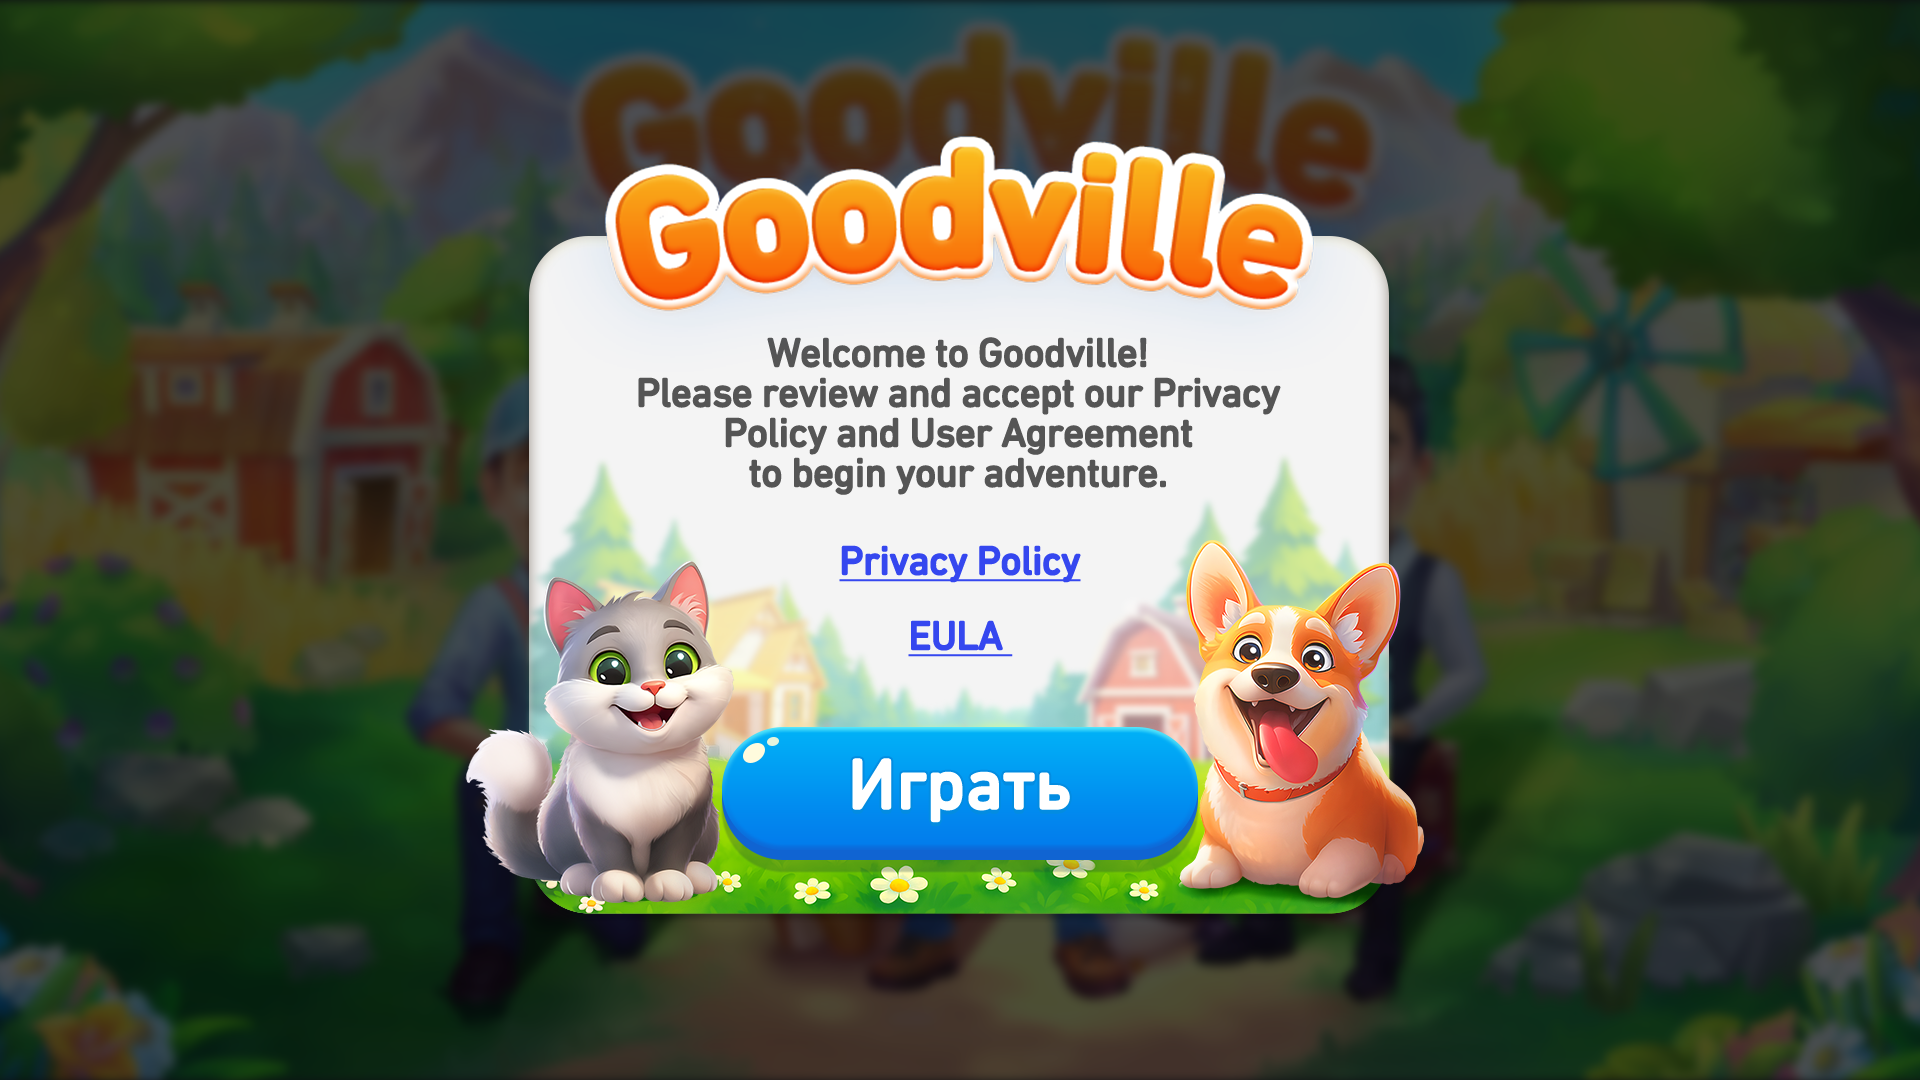 Goodville
Goodville
Welcome to Goodville!
Please review and accept our Privacy
Policy and User Agreement
to begin your adventure.
Privacy Policy
EULA
Играть